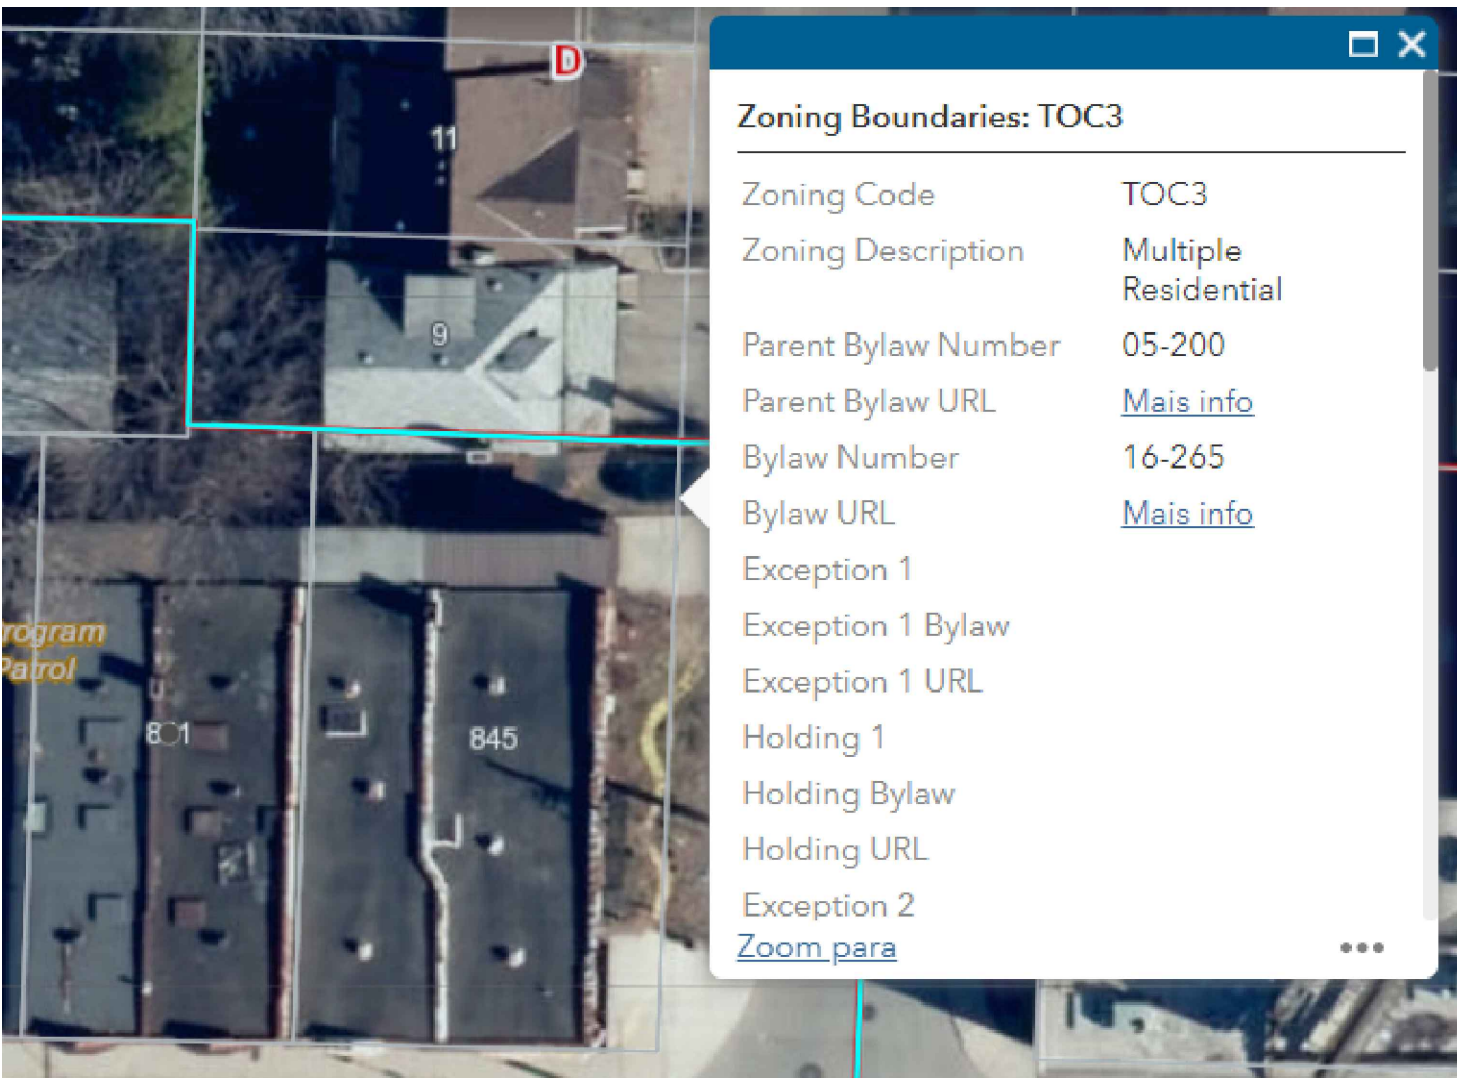 D
11
9
rogram
Patrol
845
Zoning Boundaries: TOC3
Zoning Code TOC3
Zoning Description Multiple
Residential
Parent Bylaw Number 05-200
Parent Bylaw URL Mais info
Bylaw Number 16-265
Bylaw URL Mais info
Exception 1
Exception 1 Bylaw
Exception 1 URL
Holding 1
Holding Bylaw
Holding URL
Exception 2
Zoom para